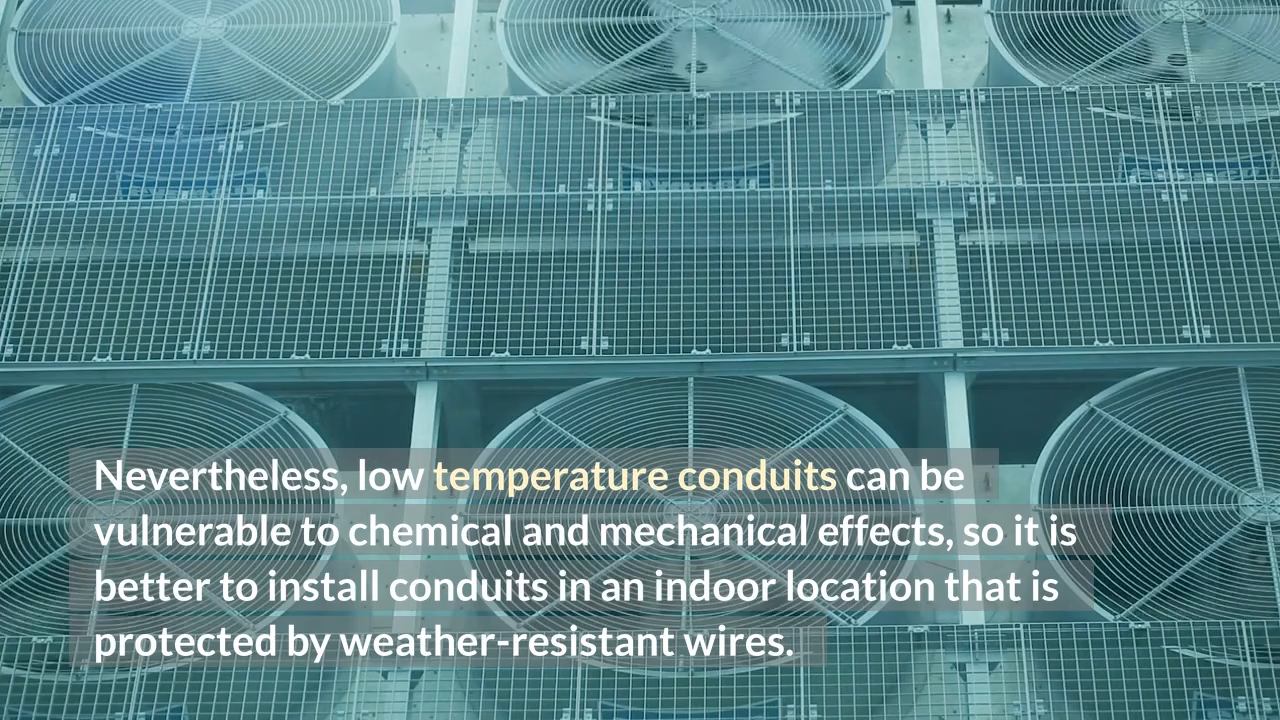 Nevertheless, low temperature conduits can be
vulnerable to chemical and mechanical effects, so it is
better to install conduits in an indoor location that is
protected by weather-resistant wires.